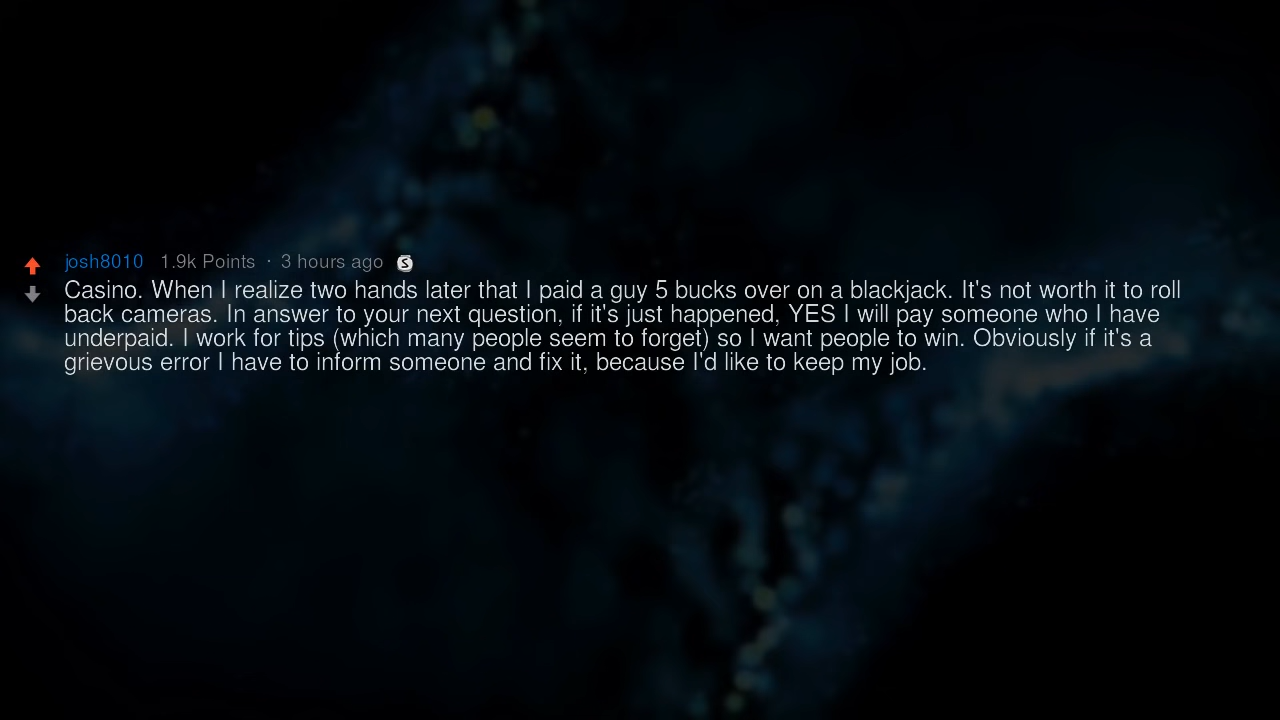 josh8010 1.9k Points · 3 hours ago S
Casino. When I realize two hands later that I paid a guy 5 bucks over on a blackjack. It's not worth it to roll
back cameras. In answer to your next question, if it's just happened, YES I will pay someone who I have
underpaid. I work for tips (which many people seem to forget) so I want people to win. Obviously if it's a
grievous error I have to inform someone and fix it, because I'd like to keep my job.